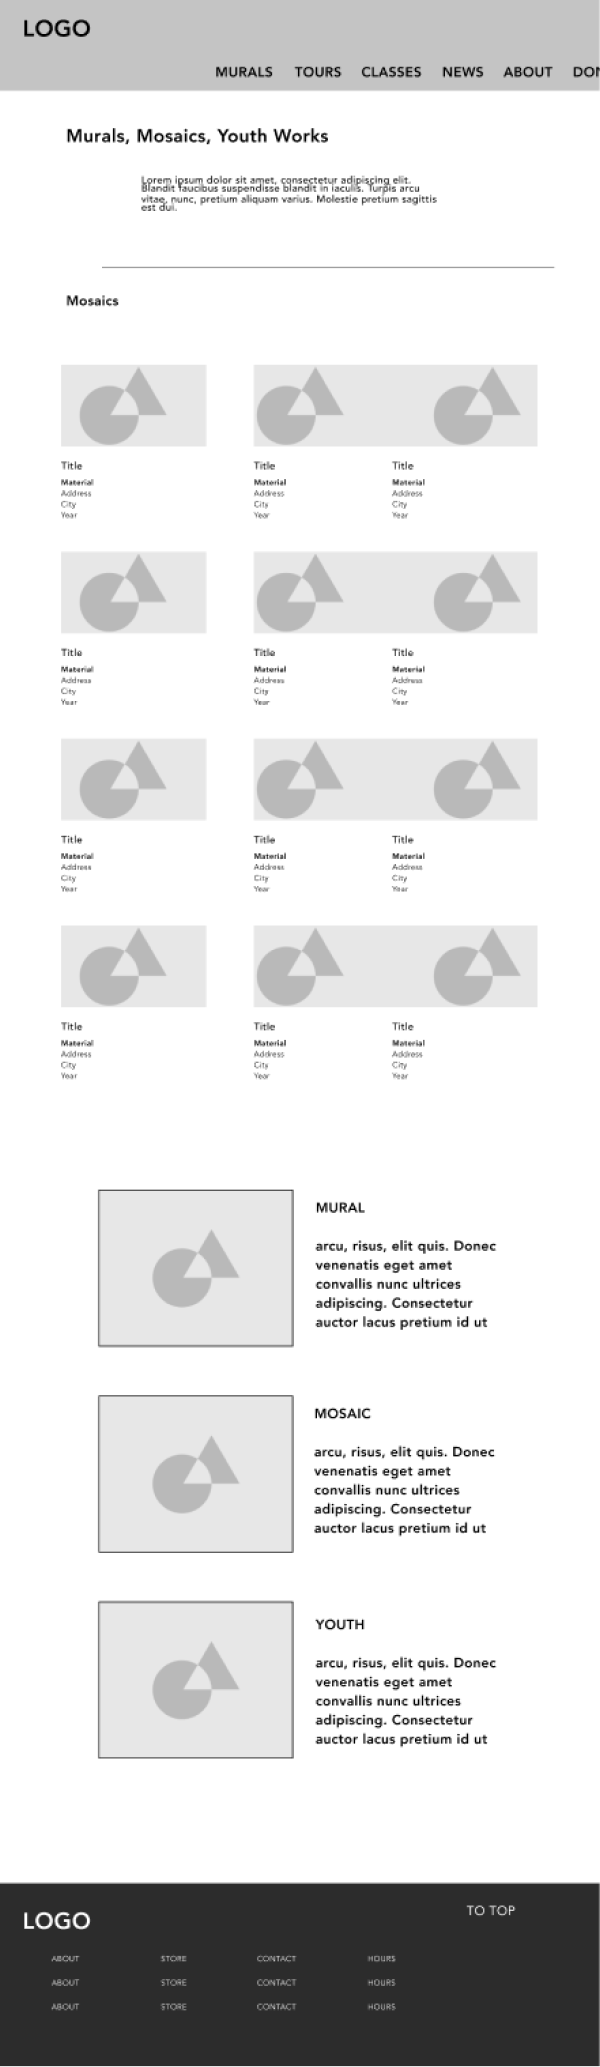 LOGO
MURALS TOURS CLASSES NEWS ABOUT DON
Murals, Mosaics, Youth Works
Lorem ipsum dolor sit amet, consectetur adipiscing elit.
Blandit faucibus suspendisse blandit in iaculis. Turpis arcu
vitae, nunc, pretium aliquam varius. Molestie pretium sagittis
est dui.
Mosaics
Title Title Title
Material Material Material
Address Address Address
City City City
Year Year Year
Title Title Title
Material Material Material
Address Address Address
City City City
Year Year Year
Title Title Title
Material Material Material
Address Address Address
City City City
Year Year Year
Title Title Title
Material Material Material
Address Address Address
City City City
Year Year Year
MURAL
arcu, risus, elit quis. Donec
venenatis eget amet
convallis nunc ultrices
adipiscing. Consectetur
auctor lacus pretium id ut
MOSAIC
arcu, risus, elit quis. Donec
venenatis eget amet
convallis nunc ultrices
adipiscing. Consectetur
auctor lacus pretium id ut
YOUTH
arcu, risus, elit quis. Donec
venenatis eget amet
convallis nunc ultrices
adipiscing. Consectetur
auctor lacus pretium id ut
TO TOP
LOGO
ABOUT STORE CONTACT HOURS
ABOUT STORE CONTACT HOURS
ABOUT STORE CONTACT HOURS